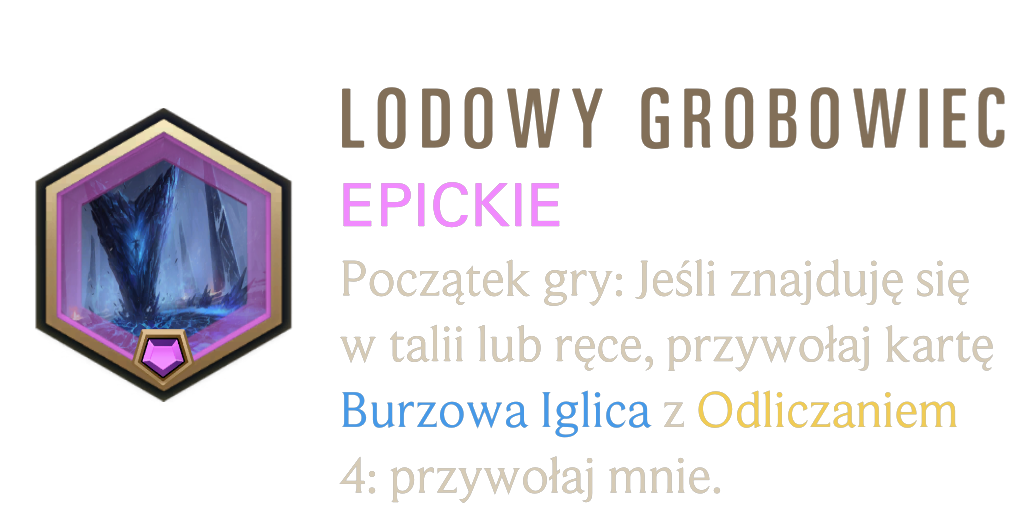 LODOWY GROBOWIEC
EPICKIE
Początek gry: Jeśli znajduję się
w talii lub ręce, przywołaj kartę
Burzowa Iglica z Odliczaniem
4: przywołaj mnie.